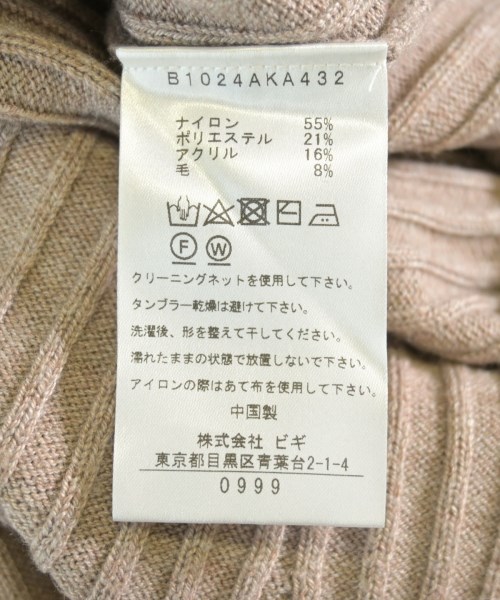 B1024AKA432
ナイロン 55%
ポリエステル 21%
アクリル 16%
毛 8%
F W
クリーニングネットを使用して下さい。
タンブラー乾燥は避けて下さい。
洗濯後、形を整えて干してください。
濡れたままの状態で放置しないで下さい。
アイロンの際はあて布を使用して下さい。
中国製
株式会社 ビギ
東京都目黒区青葉台2-1-4
0999